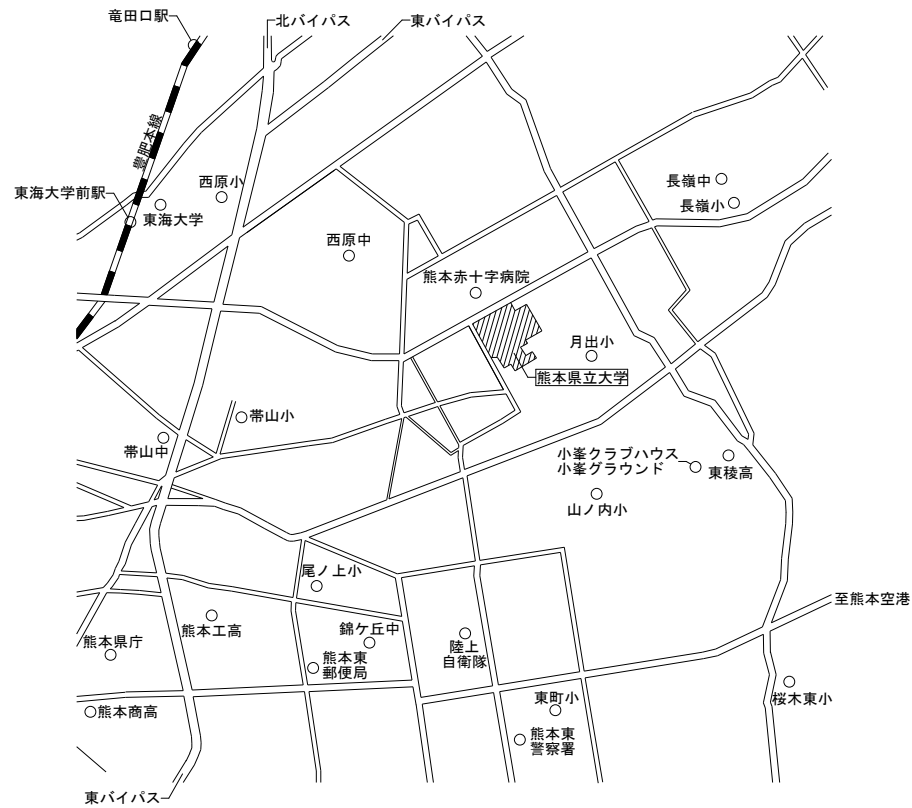 竜田口駅
北バイパス
東バイパス
豊肥本線
東海大学前駅
東海大学
西原小
長嶺中
長嶺小
西原中
熊本赤十字病院
月出小
熊本県立大学
帯山小
帯山中
小峯クラブハウス
小峯グラウンド
東稜高
山ノ内小
尾ノ上小
至熊本空港
熊本工高
錦ケ丘中
熊本県庁
熊本東
郵便局
陸上
自衛隊
東町小
桜木東小
熊本商高
熊本東
警察署
東バイパス